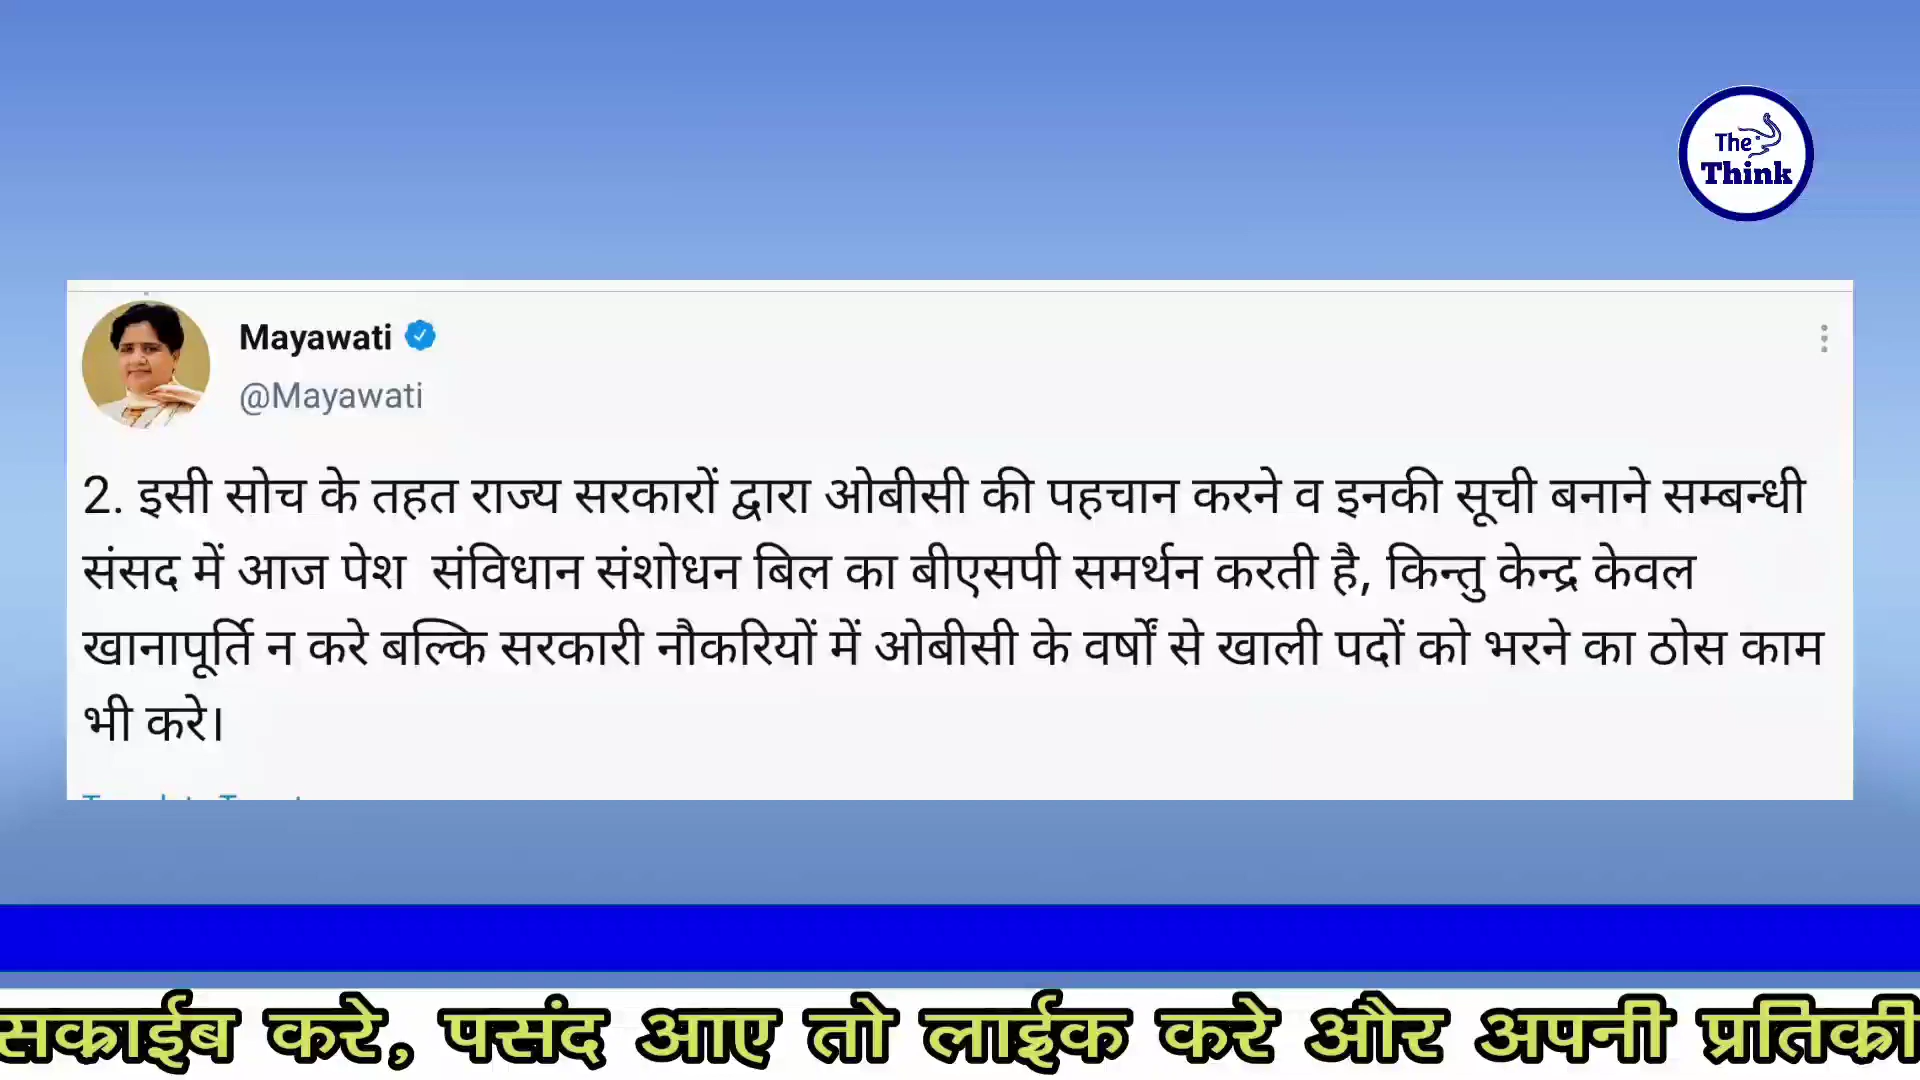 The
Think
Mayawati
@Mayawati
2. इसी सोच के तहत राज्य सरकारों द्वारा ओबीसी की पहचान करने व इनकी सूची बनाने सम्बन्धी
संसद में आज पेश संविधान संशोधन बिल का बीएसपी समर्थन करती है, किन्तु केन्द्र केवल
खानापूर्ति न करे बल्कि सरकारी नौकरियों में ओबीसी के वर्षों से खाली पदों को भरने का ठोस काम
भी करे।
सक्राईब करे, पसंद आए तो लाईक करे और अपनी प्रतिक्री